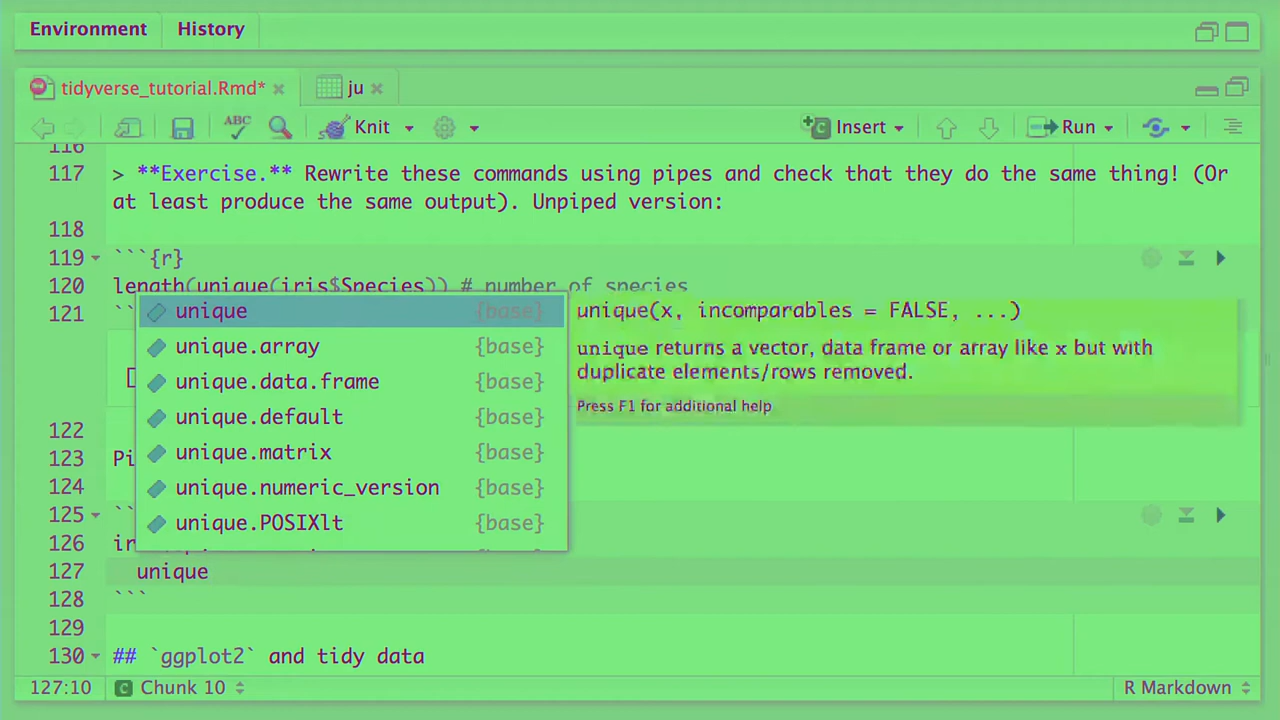 Environment History
tidyverse_tutorial.Rmd* ju
ABC Knit Insert Run
116
117 > **Exercise.** Rewrite these commands using pipes and check that they do the same thing! (Or
at least produce the same output). Unpiped version:
118
119 ```{r}
120 length(unique(iris$Species)) # number of species
121 ``
unique {base}
unique.array {base}
unique.data.frame {base}
unique.default {base}
unique.matrix {base}
unique.numeric_version {base}
unique.POSIXlt {base}
unique(x, incomparables = FALSE, ...)
unique returns a vector, data frame or array like x but with
duplicate elements/rows removed.
Press F1 for additional help
122
123 Pi
124
125 ``
126 ir
127 unique
128 ```
129
130 ## `ggplot2` and tidy data
127:10 C Chunk 10 R Markdown